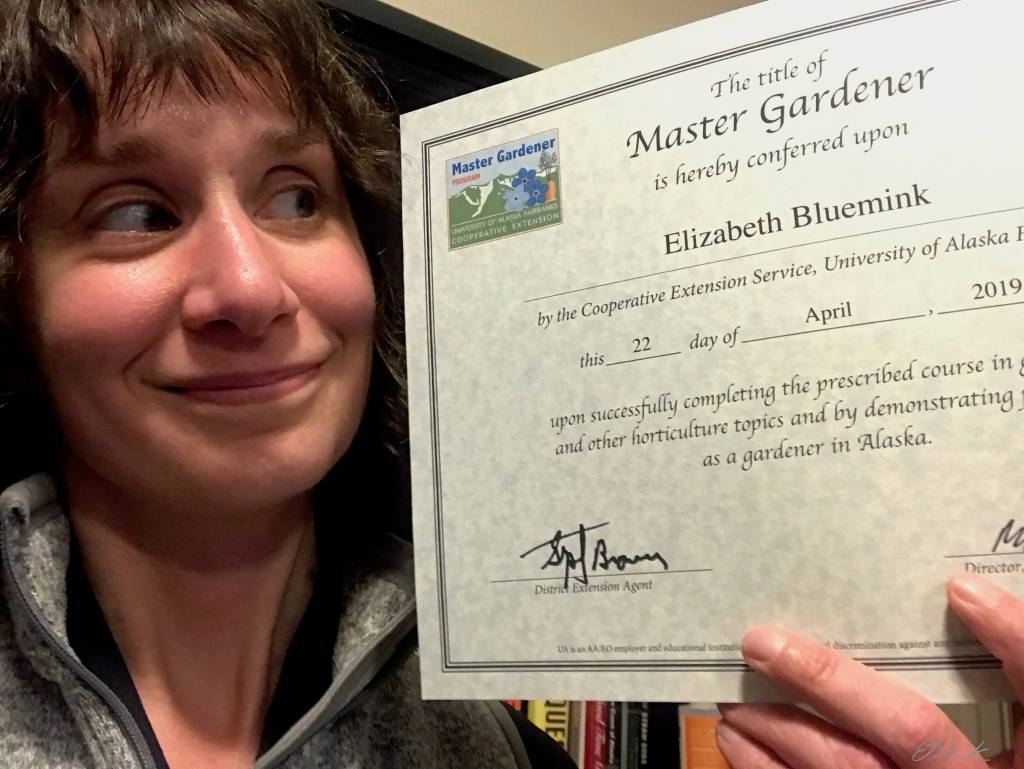 The title of
Master Gardener
is hereby conferred upon
Elizabeth Bluemink
by the Cooperative Extension Service, University of Alaska F
this 22 day of April , 2019
upon successfully completing the prescribed course in g
and other horticulture topics and by demonstrating
as a gardener in Alaska.
Master Gardener
PROGRAM
UNIVERSITY OF ALASKA FAIRBANKS
COOPERATIVE EXTENSION
District Extension Agent
Director,
UA is an AA/EO employer and educational institution discrimination against any